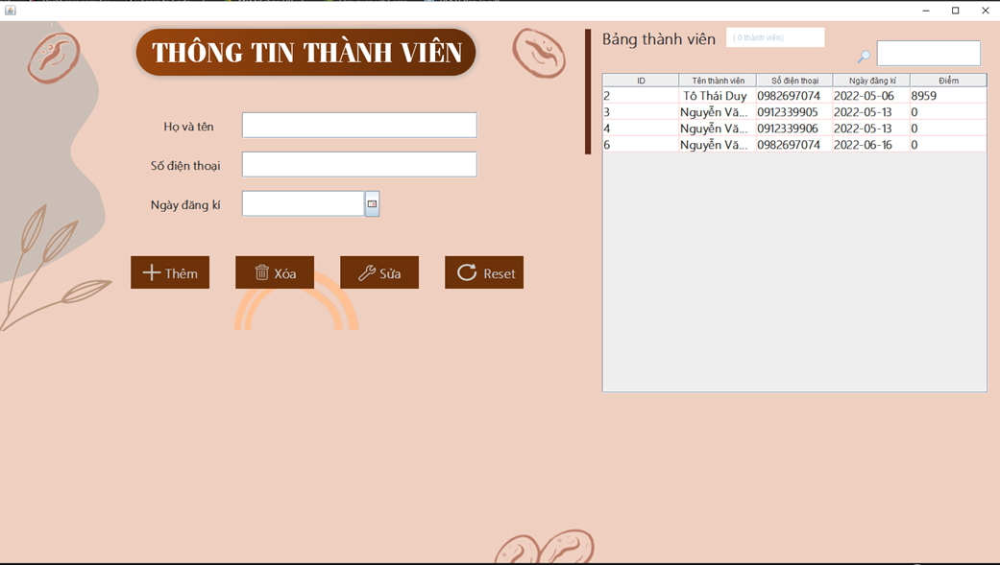 THÔNG TIN THÀNH VIÊN
Họ và tên
Số điện thoại
Ngày đăng kí
Thêm
Xóa
Sửa
Reset
Bảng thành viên ( 0 thành viên)
ID Tên thành viên Số điện thoại Ngày đăng kí Điểm
2 Tô Thái Duy 0982697074 2022-05-06 8959
3 Nguyễn Vă... 0912339905 2022-05-13 0
4 Nguyễn Vă... 0912339906 2022-05-13 0
6 Nguyễn Vă... 0982697074 2022-06-16 0